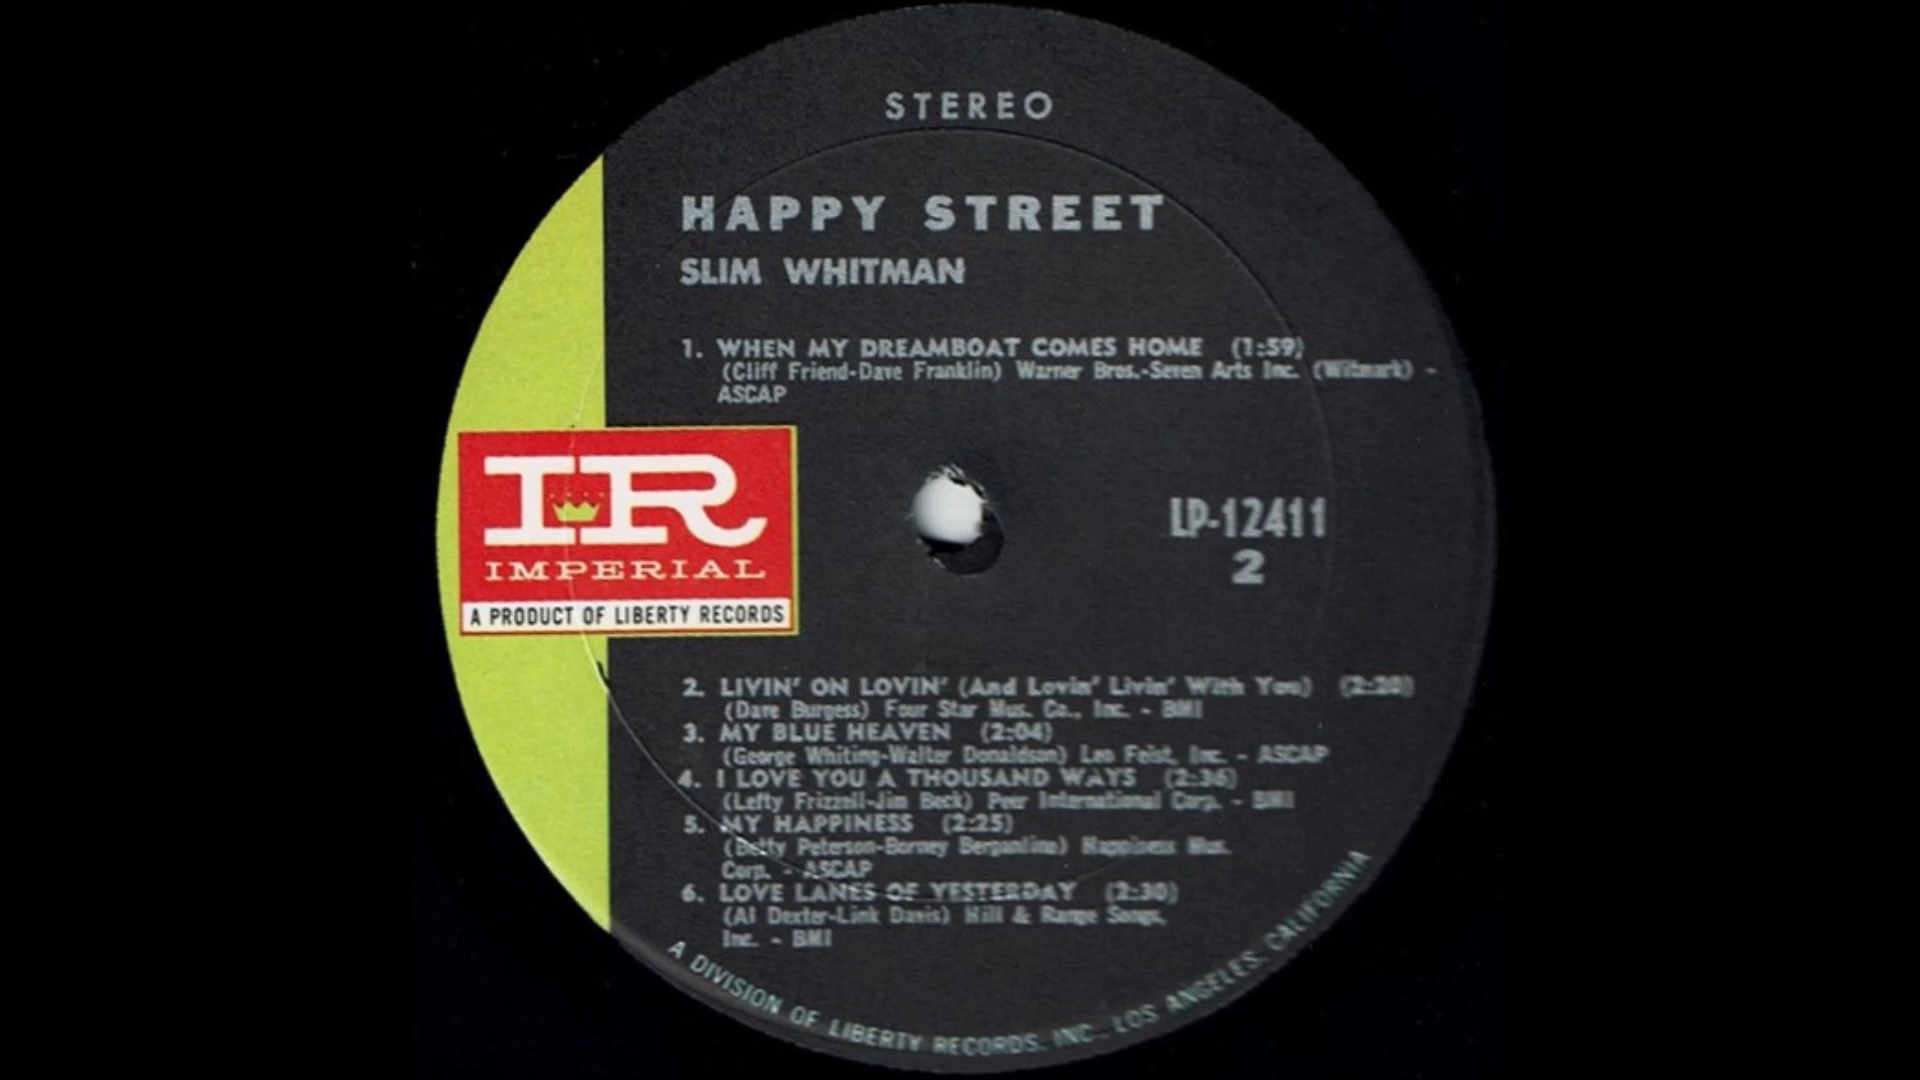 STEREO
HAPPY STREET
SLIM WHITMAN
1. WHEN MY DREAMBOAT COMES HOME (1:59)
(Cliff Friend-Dave Franklin) Warner Bros.-Seven Arts Inc. (Witmark) -
ASCAP
IR
IMPERIAL
A PRODUCT OF LIBERTY RECORDS
LP-12411
2
2. LIVIN' ON LOVIN' (And Lovin' Livin' With You) (2:20)
(Dave Burgess) Four Star Mus. Co., Inc. - BMI
3. MY BLUE HEAVEN (2:04)
(George Whiting-Walter Donaldson) Leo Feist, Inc. - ASCAP
4. I LOVE YOU A THOUSAND WAYS (2:36)
(Lefty Frizzell-Jim Beck) Peer International Corp. - BMI
5. MY HAPPINESS (2:25)
(Betty Peterson-Borney Bergantine) Happiness Mus.
Corp. - ASCAP
6. LOVE LANES OF YESTERDAY (2:30)
(Al Dexter-Link Davis) Hill & Range Songs,
Inc. - BMI
A DIVISION OF LIBERTY RECORDS, INC., LOS ANGELES, CALIFORNIA